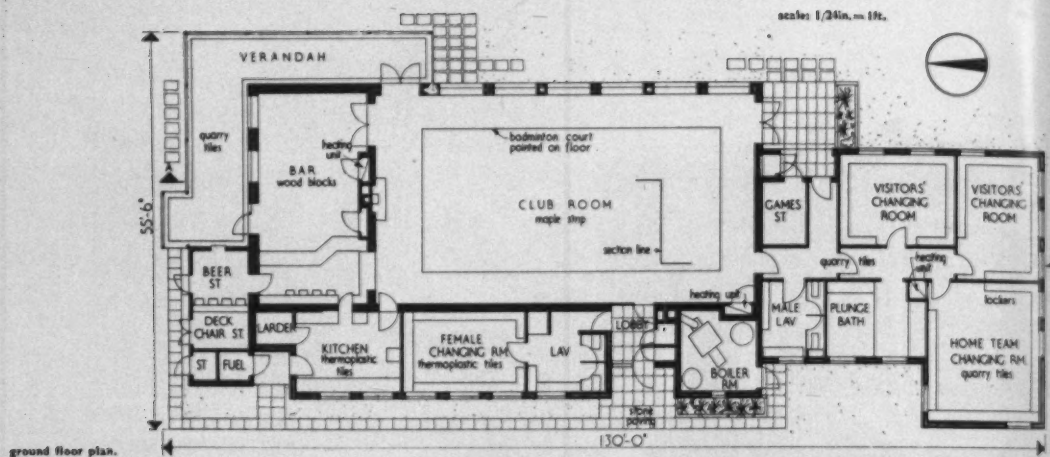 scale: 1/24in. = 1ft.
VERANDAH
quarry
tiles
55'-6"
BAR
wood blocks
heating
unit
badminton court
painted on floor
CLUB ROOM
maple strip
section line
GAMES
ST
VISITORS'
CHANGING
ROOM
VISITORS'
CHANGING
ROOM
quarry tiles
heating
unit
BEER
ST
DECK
CHAIR ST.
ST
FUEL
LARDER
KITCHEN
thermoplastic
tiles
FEMALE
CHANGING RM
thermoplastic tiles
LAV
LOBBY
heating unit
BOILER
RM
MALE
LAV
PLUNGE
BATH
lockers
HOME TEAM
CHANGING RM.
quarry tiles
stone
paving
130'-0"
ground floor plan.